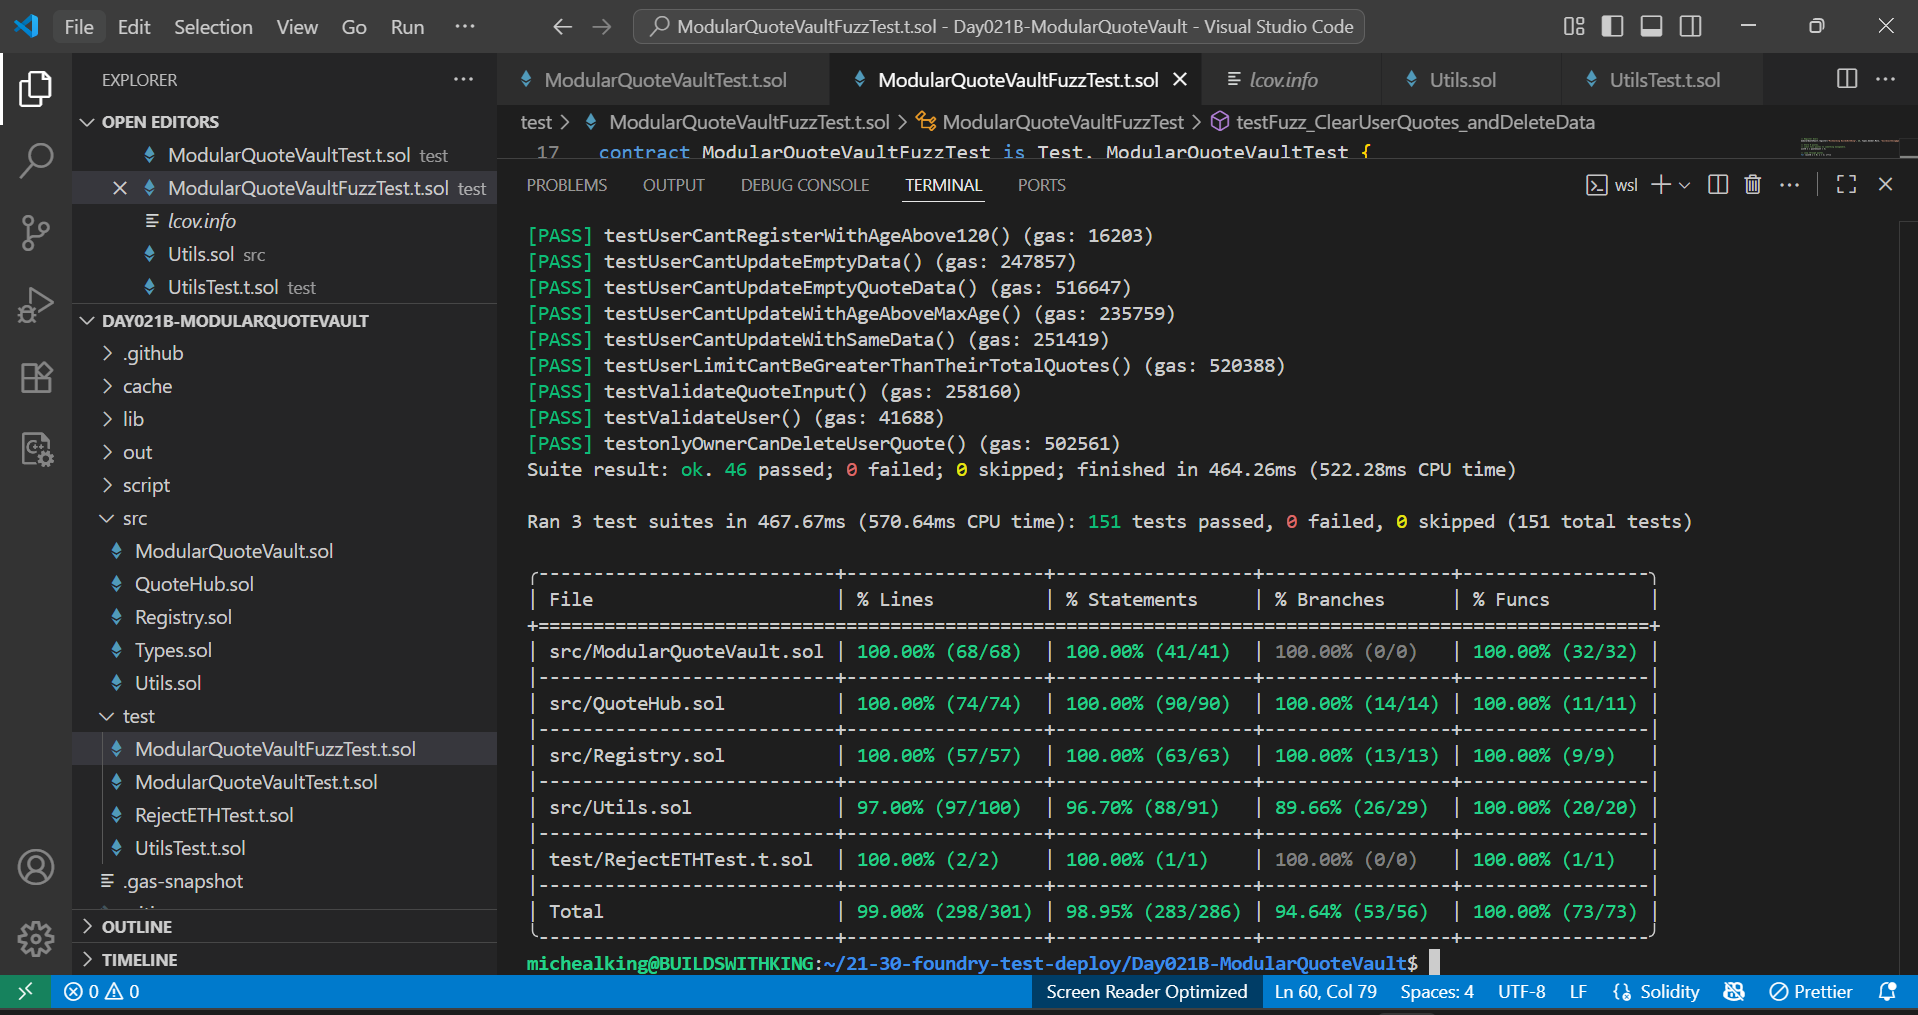 File Edit Selection View Go Run ···
ModularQuoteVaultFuzzTest.t.sol - Day021B-ModularQuoteVault - Visual Studio Code
EXPLORER
OPEN EDITORS
ModularQuoteVaultTest.t.sol test
ModularQuoteVaultFuzzTest.t.sol test
lcov.info
Utils.sol src
UtilsTest.t.sol test
DAY021B-MODULARQUOTEVAULT
.github
cache
lib
out
script
src
ModularQuoteVault.sol
QuoteHub.sol
Registry.sol
Types.sol
Utils.sol
test
ModularQuoteVaultFuzzTest.t.sol
ModularQuoteVaultTest.t.sol
RejectETHTest.t.sol
UtilsTest.t.sol
.gas-snapshot
OUTLINE
TIMELINE
ModularQuoteVaultTest.t.sol ModularQuoteVaultFuzzTest.t.sol lcov.info Utils.sol UtilsTest.t.sol
test > ModularQuoteVaultFuzzTest.t.sol > ModularQuoteVaultFuzzTest > testFuzz_ClearUserQuotes_andDeleteData
17 contract ModularQuoteVaultFuzzTest is Test, ModularQuoteVaultTest {
PROBLEMS OUTPUT DEBUG CONSOLE TERMINAL PORTS
wsl
[PASS] testUserCantRegisterWithAgeAbove120() (gas: 16203)
[PASS] testUserCantUpdateEmptyData() (gas: 247857)
[PASS] testUserCantUpdateEmptyQuoteData() (gas: 516647)
[PASS] testUserCantUpdateWithAgeAboveMaxAge() (gas: 235759)
[PASS] testUserCantUpdateWithSameData() (gas: 251419)
[PASS] testUserLimitCantBeGreaterThanTheirTotalQuotes() (gas: 520388)
[PASS] testValidateQuoteInput() (gas: 258160)
[PASS] testValidateUser() (gas: 41688)
[PASS] testonlyOwnerCanDeleteUserQuote() (gas: 502561)
Suite result: ok. 46 passed; 0 failed; 0 skipped; finished in 464.26ms (522.28ms CPU time)
Ran 3 test suites in 467.67ms (570.64ms CPU time): 151 tests passed, 0 failed, 0 skipped (151 total tests)
| File | % Lines | % Statements | % Branches | % Funcs |
| src/ModularQuoteVault.sol | 100.00% (68/68) | 100.00% (41/41) | 100.00% (0/0) | 100.00% (32/32) |
| src/QuoteHub.sol | 100.00% (74/74) | 100.00% (90/90) | 100.00% (14/14) | 100.00% (11/11) |
| src/Registry.sol | 100.00% (57/57) | 100.00% (63/63) | 100.00% (13/13) | 100.00% (9/9) |
| src/Utils.sol | 97.00% (97/100) | 96.70% (88/91) | 89.66% (26/29) | 100.00% (20/20) |
| test/RejectETHTest.t.sol | 100.00% (2/2) | 100.00% (1/1) | 100.00% (0/0) | 100.00% (1/1) |
| Total | 99.00% (298/301) | 98.95% (283/286) | 94.64% (53/56) | 100.00% (73/73) |
michealking@BUILDSWITHKING:~/21-30-foundry-test-deploy/Day021B-ModularQuoteVault$
0 0
Screen Reader Optimized Ln 60, Col 79 Spaces: 4 UTF-8 LF Solidity Prettier